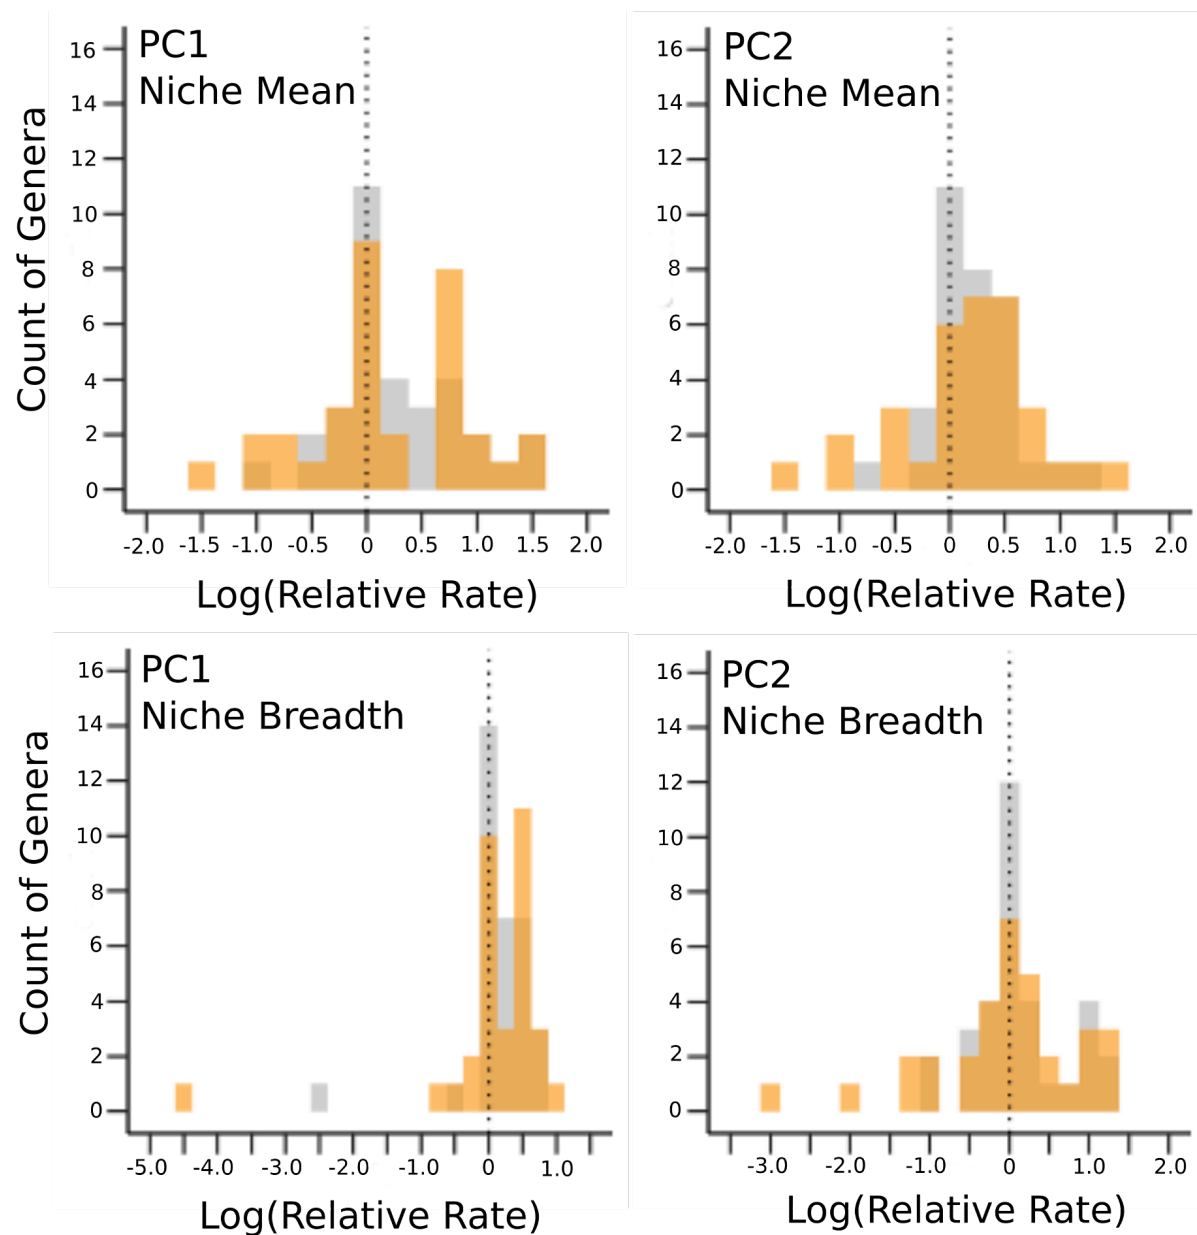 PC1
Niche Mean
Count of Genera
16
14
12
10
8
6
4
2
0
-2.0 -1.5 -1.0 -0.5 0 0.5 1.0 1.5 2.0
Log(Relative Rate)
PC2
Niche Mean
16
14
12
10
8
6
4
2
0
-2.0 -1.5 -1.0 -0.5 0 0.5 1.0 1.5 2.0
Log(Relative Rate)
PC1
Niche Breadth
Count of Genera
16
14
12
10
8
6
4
2
0
-5.0 -4.0 -3.0 -2.0 -1.0 0 1.0
Log(Relative Rate)
PC2
Niche Breadth
16
14
12
10
8
6
4
2
0
-3.0 -2.0 -1.0 0 1.0 2.0
Log(Relative Rate)